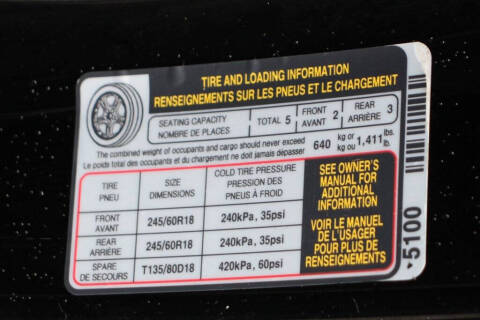 TIRE AND LOADING INFORMATION
RENSEIGNEMENTS SUR LES PNEUS ET LE CHARGEMENT
SEATING CAPACITY
NOMBRE DE PLACES
TOTAL 5
FRONT
AVANT 2
REAR
ARRIÈRE 3
The combined weight of occupants and cargo should never exceed
Le poids total des occupants et du chargement ne doit jamais dépasser
640 kg or
kg ou 1,411 lbs.
lb.
TIRE
PNEU
SIZE
DIMENSIONS
COLD TIRE PRESSURE
PRESSION DES
PNEUS À FROID
FRONT
AVANT
245/60R18
240kPa, 35psi
REAR
ARRIÈRE
245/60R18
240kPa, 35psi
SPARE
DE SECOURS
T135/80D18
420kPa, 60psi
SEE OWNER'S
MANUAL FOR
ADDITIONAL
INFORMATION
VOIR LE MANUEL
DE L'USAGER
POUR PLUS DE
RENSEIGNEMENTS
5100